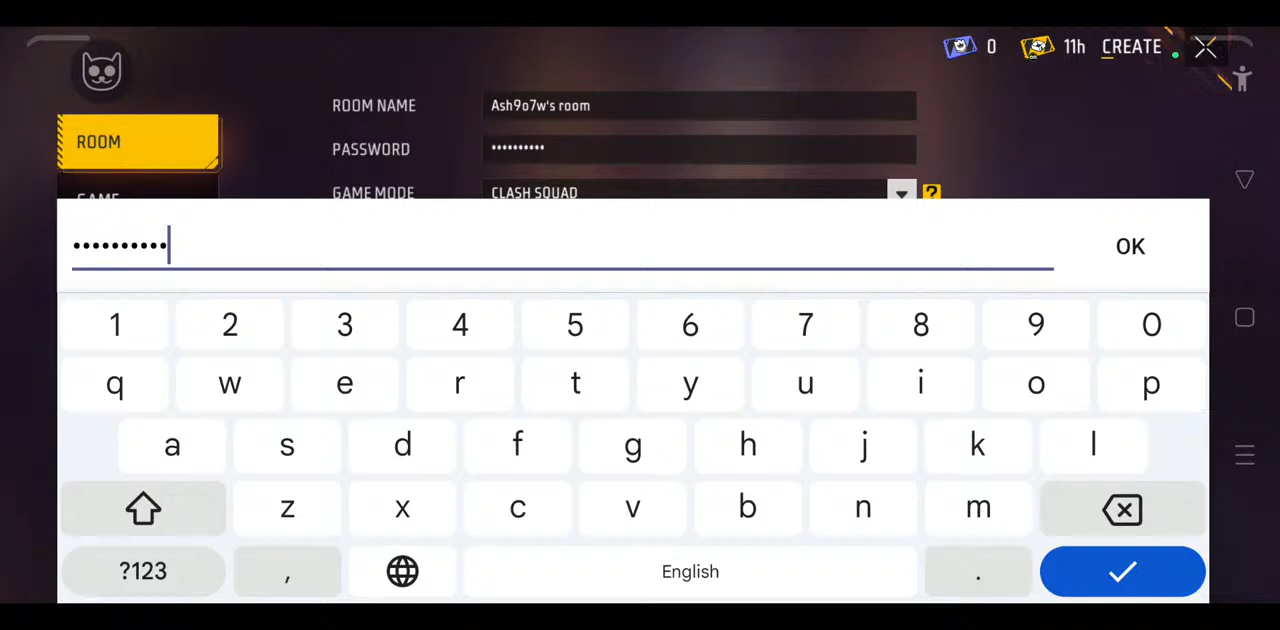 0 11h CREATE
ROOM NAME Ash9o7w's room
ROOM
PASSWORD ••••••••••
GAME MODE CLASH SQUAD ?
GAME
•••••••••• OK
1 2 3 4 5 6 7 8 9 0
q w e r t y u i o p
a s d f g h j k l
z x c v b n m
?123 , English .